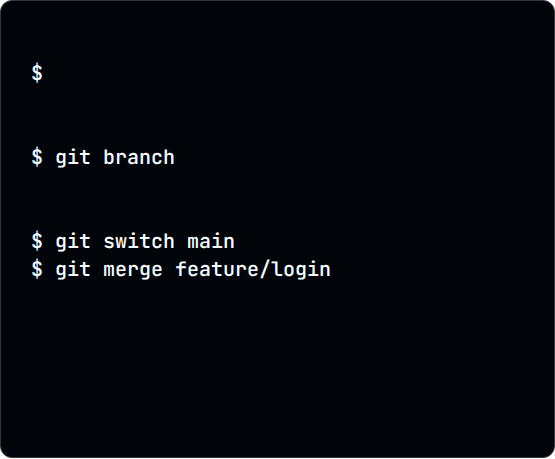 $
$ git branch
$ git switch main
$ git merge feature/login